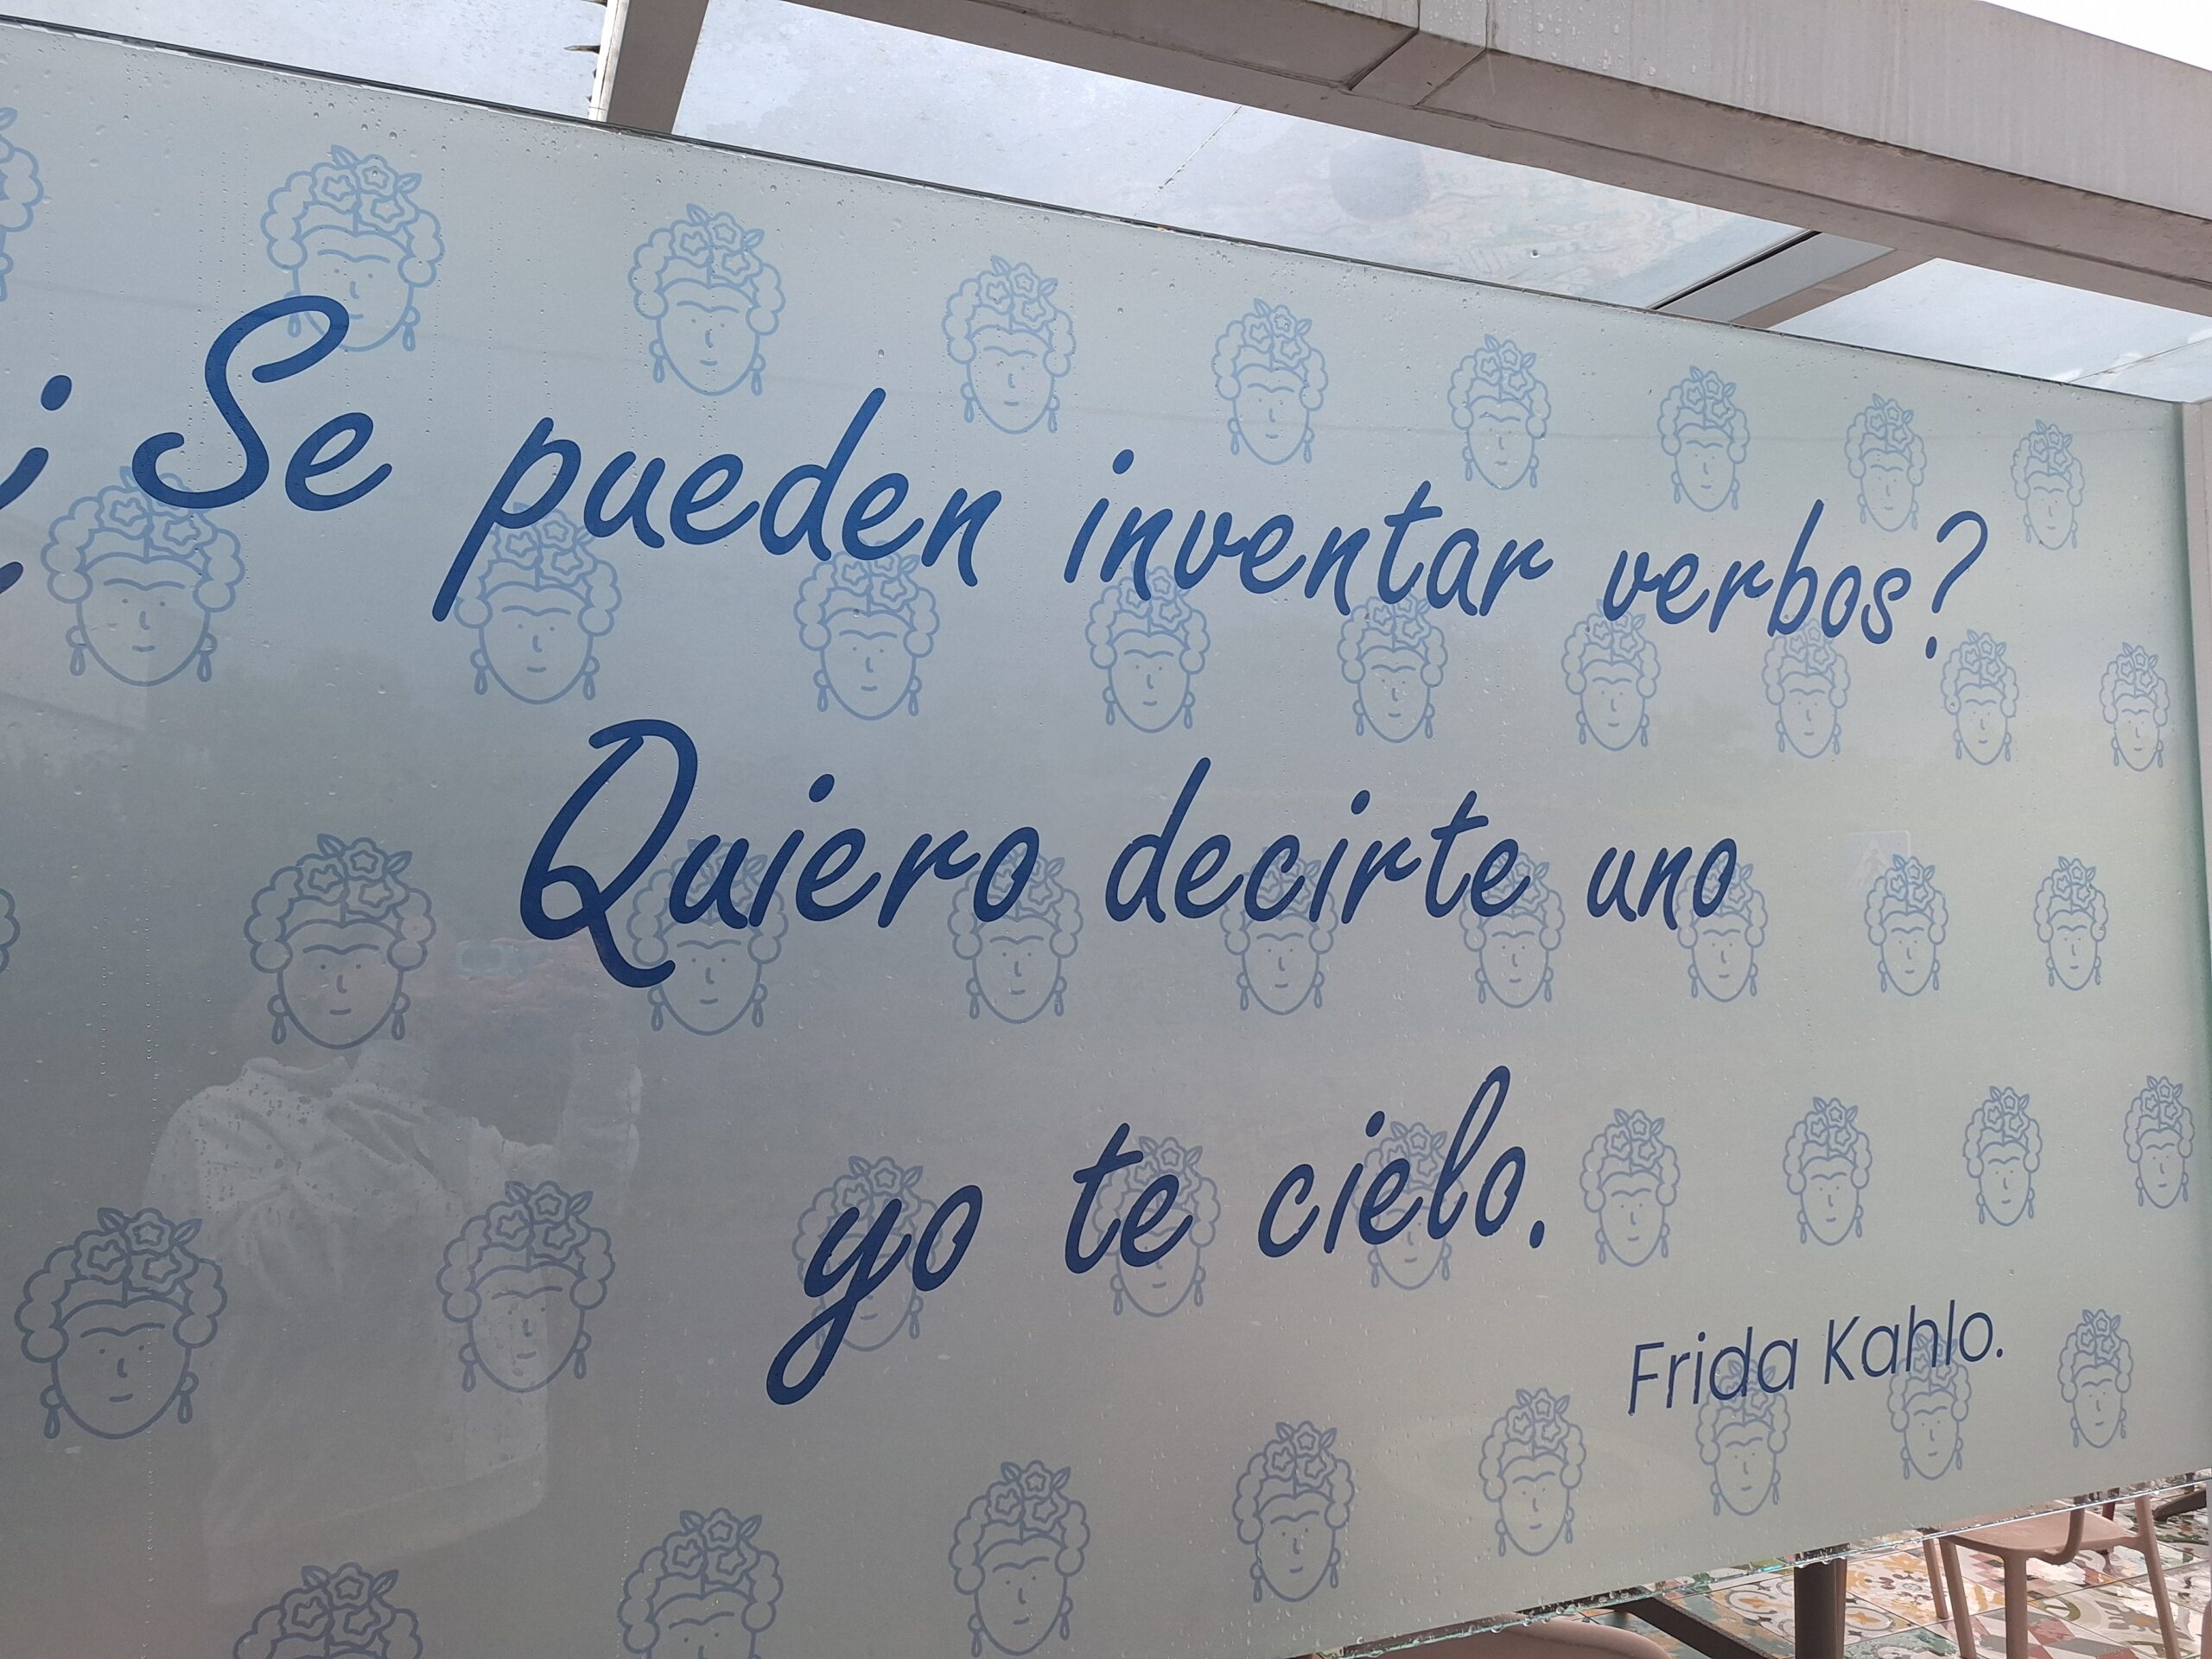 ¿Se pueden inventar verbos?
Quiero decirte uno
yo te cielo.
Frida Kahlo.